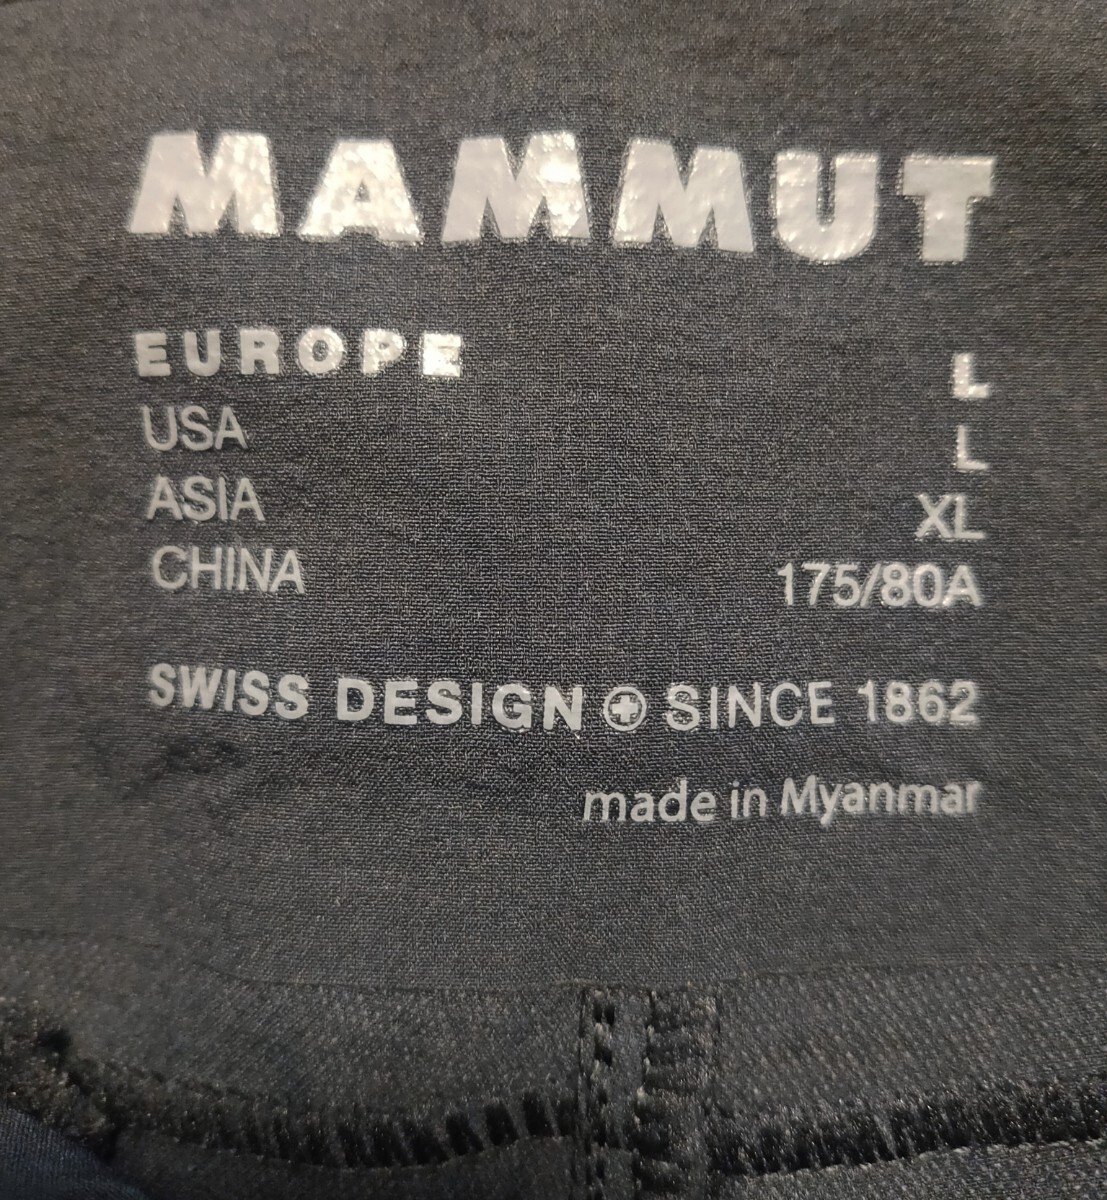 MAMMUT
EUROPE L
USA L
ASIA XL
CHINA 175/80A
SWISS DESIGN SINCE 1862
made in Myanmar